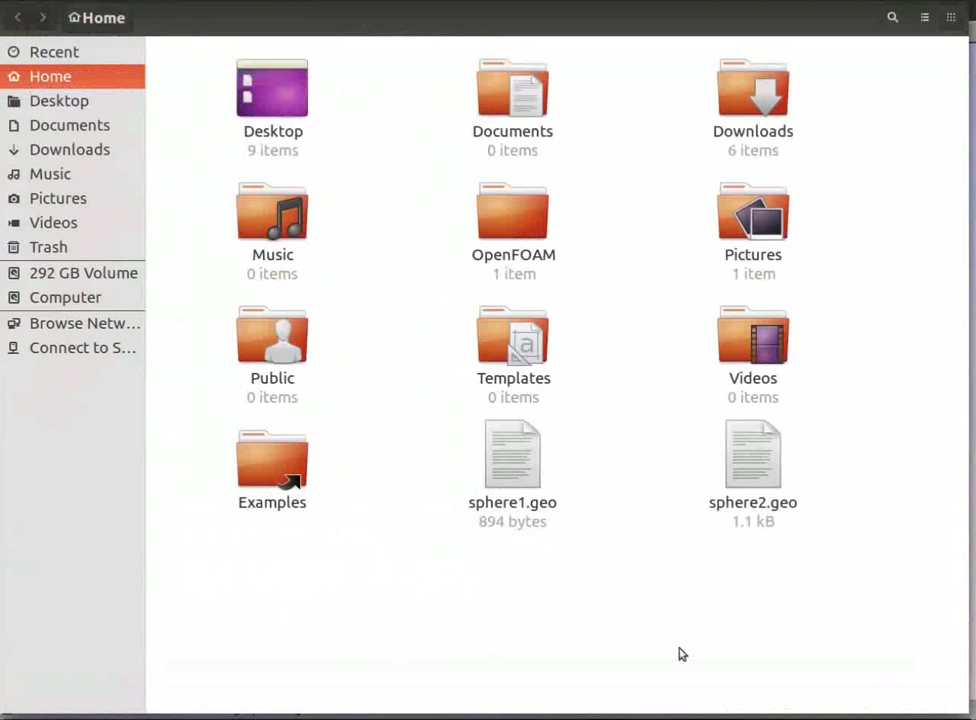 Home
Recent
Home
Desktop
Documents
Downloads
Music
Pictures
Videos
Trash
292 GB Volume
Computer
Browse Netw...
Connect to S...
Desktop
9 items
Documents
0 items
Downloads
6 items
Music
0 items
OpenFOAM
1 item
Pictures
1 item
Public
0 items
Templates
0 items
Videos
0 items
Examples
sphere1.geo
894 bytes
sphere2.geo
1.1 kB